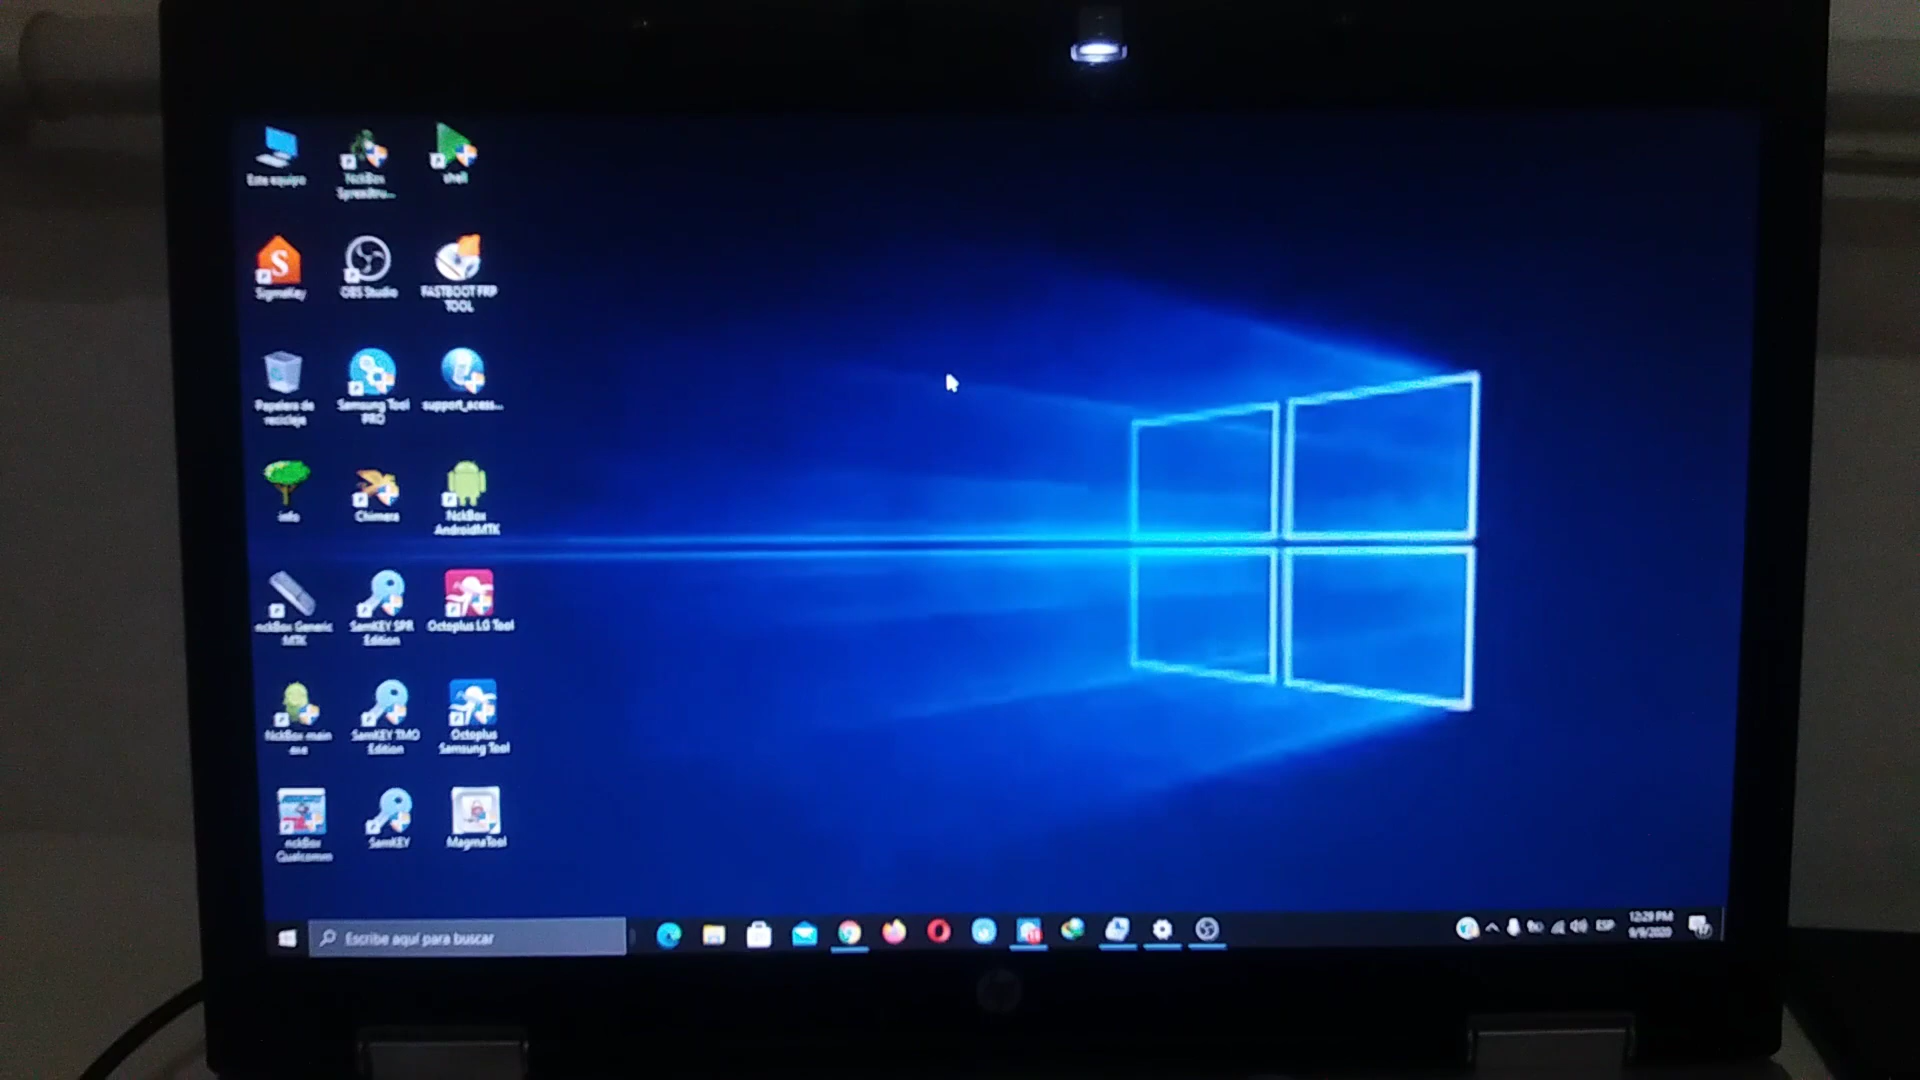 Este equipo
NckBox
Spreadtru...
shell
S
SigmaKey
OBS Studio
FASTBOOT FRP
TOOL
Papelera de
reciclaje
Samsung Tool
PRO
support_acess...
info
Chimera
NckBox
AndroidMTK
nckBox Generic
MTK
SamKEY SPR
Edition
Octoplus LG Tool
NckBox main
exe
SamKEY TMO
Edition
Octoplus
Samsung Tool
nckBox
Qualcomm
SamKEY
MagmaTool
Escribe aquí para buscar
ESP
12:29 PM
9/9/2020
hp